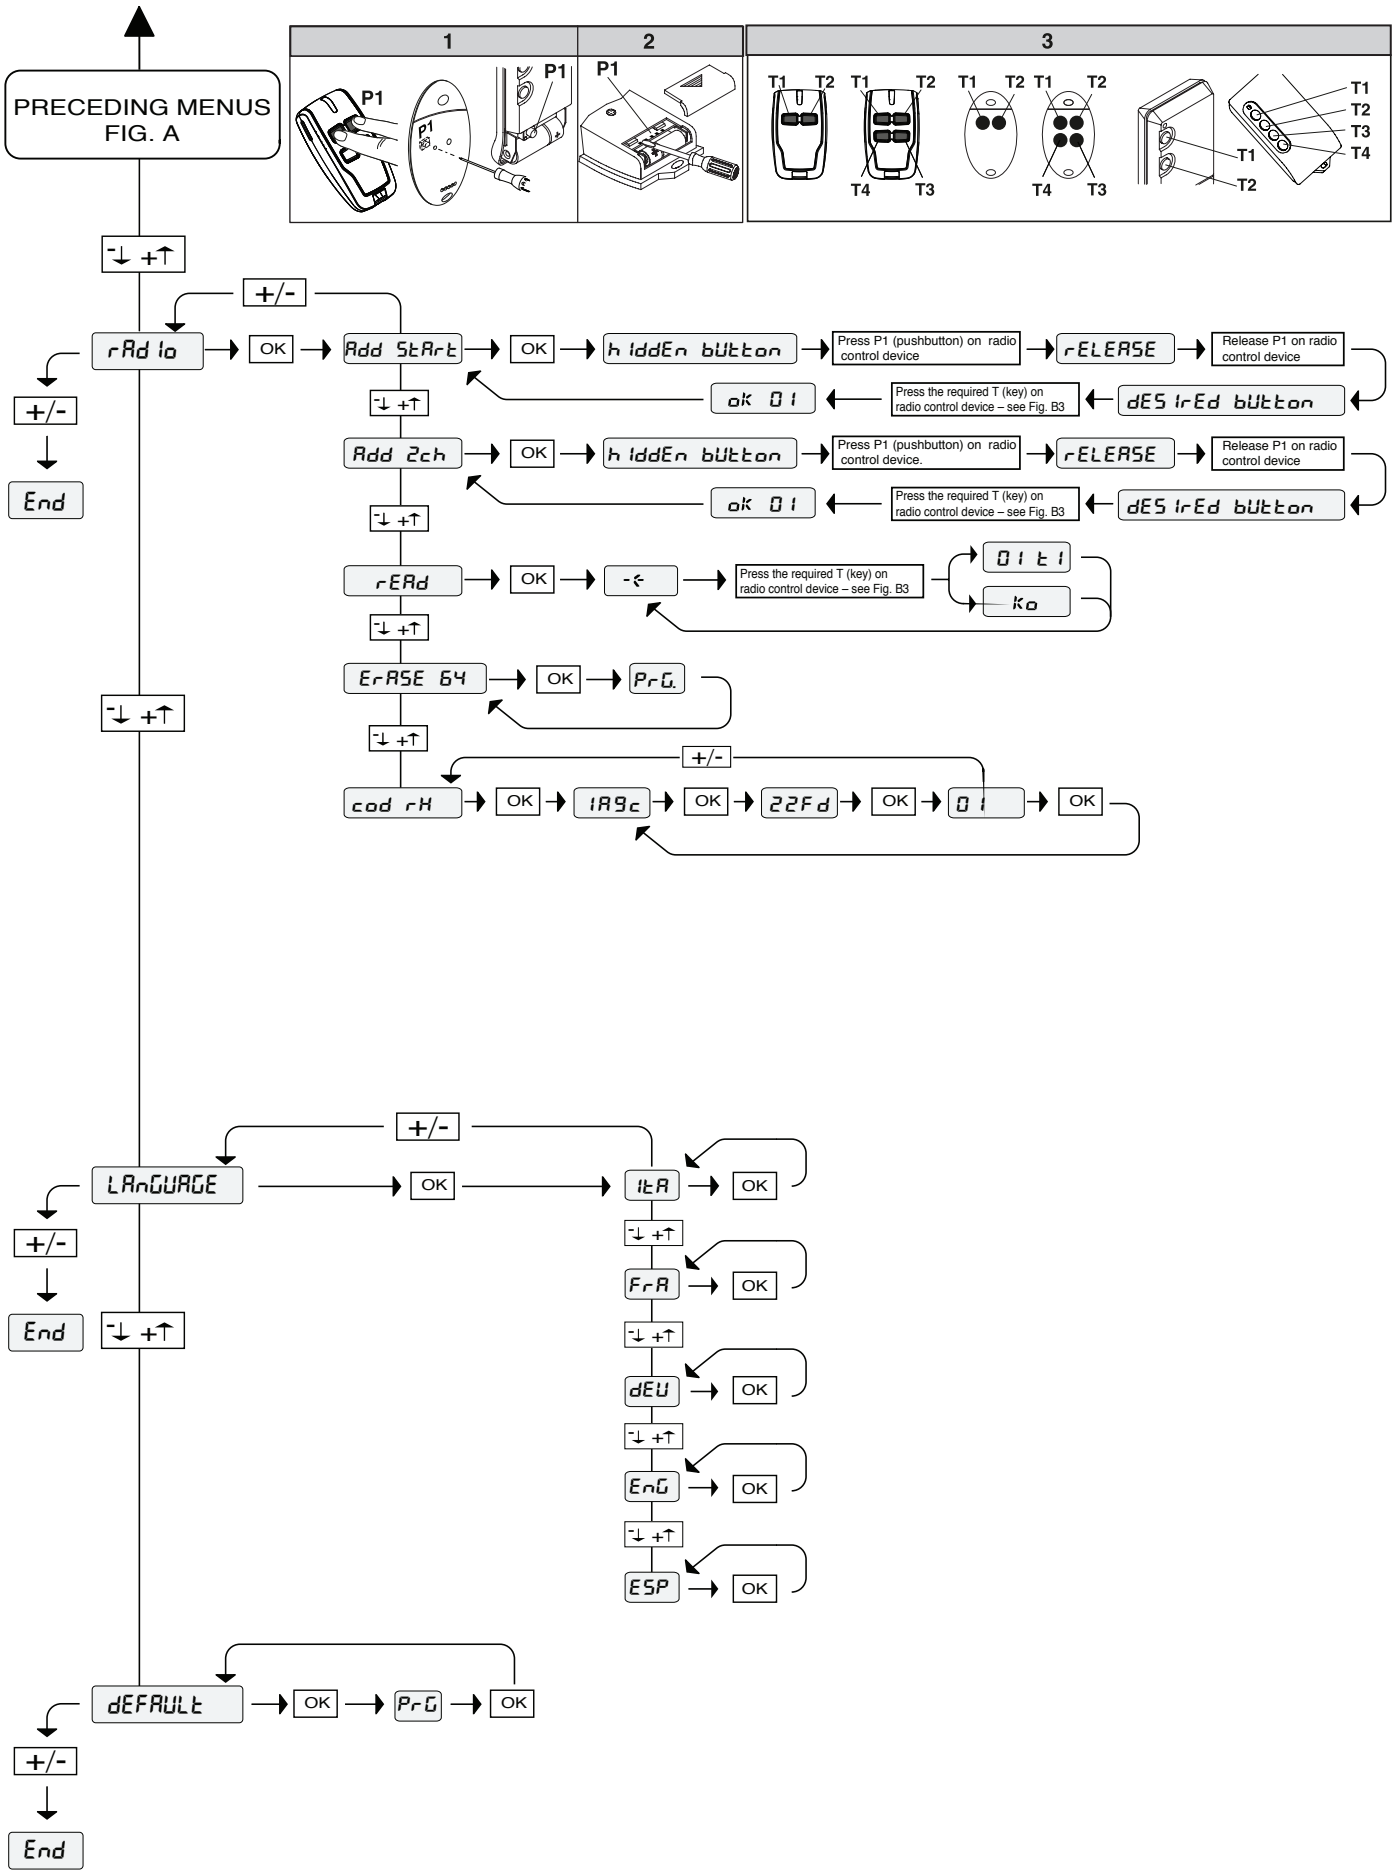 PRECEDING MENUS
FIG. A
1
2
3
P1
P1
P1
P1
T1 T2
T1 T2
T4 T3
T1 T2
T1 T2
T4 T3
T1
T2
T1
T2
T3
T4
-↓ +↑
+/-
rAdIo
OK
Add StArt
OK
hIddEn bUtton
Press P1 (pushbutton) on radio
control device
rELEASE
Release P1 on radio
control device
+/-
End
-↓ +↑
oK 01
Press the required T (key) on
radio control device – see Fig. B3
dESIrEd bUtton
Add 2ch
OK
hIddEn bUtton
Press P1 (pushbutton) on radio
control device.
rELEASE
Release P1 on radio
control device
-↓ +↑
oK 01
Press the required T (key) on
radio control device – see Fig. B3
dESIrEd bUtton
rEAd
OK
Press the required T (key) on
radio control device – see Fig. B3
01 t1
Ko
-↓ +↑
ErASE 64
OK
PrG.
-↓ +↑
-↓ +↑
+/-
cod rH
OK
1A9c
OK
22Fd
OK
01
OK
+/-
LAnGUAGE
OK
ItA
OK
+/-
End
-↓ +↑
-↓ +↑
FrA
OK
-↓ +↑
dEU
OK
-↓ +↑
EnG
OK
-↓ +↑
ESP
OK
dEFAULt
OK
PrG
OK
+/-
End